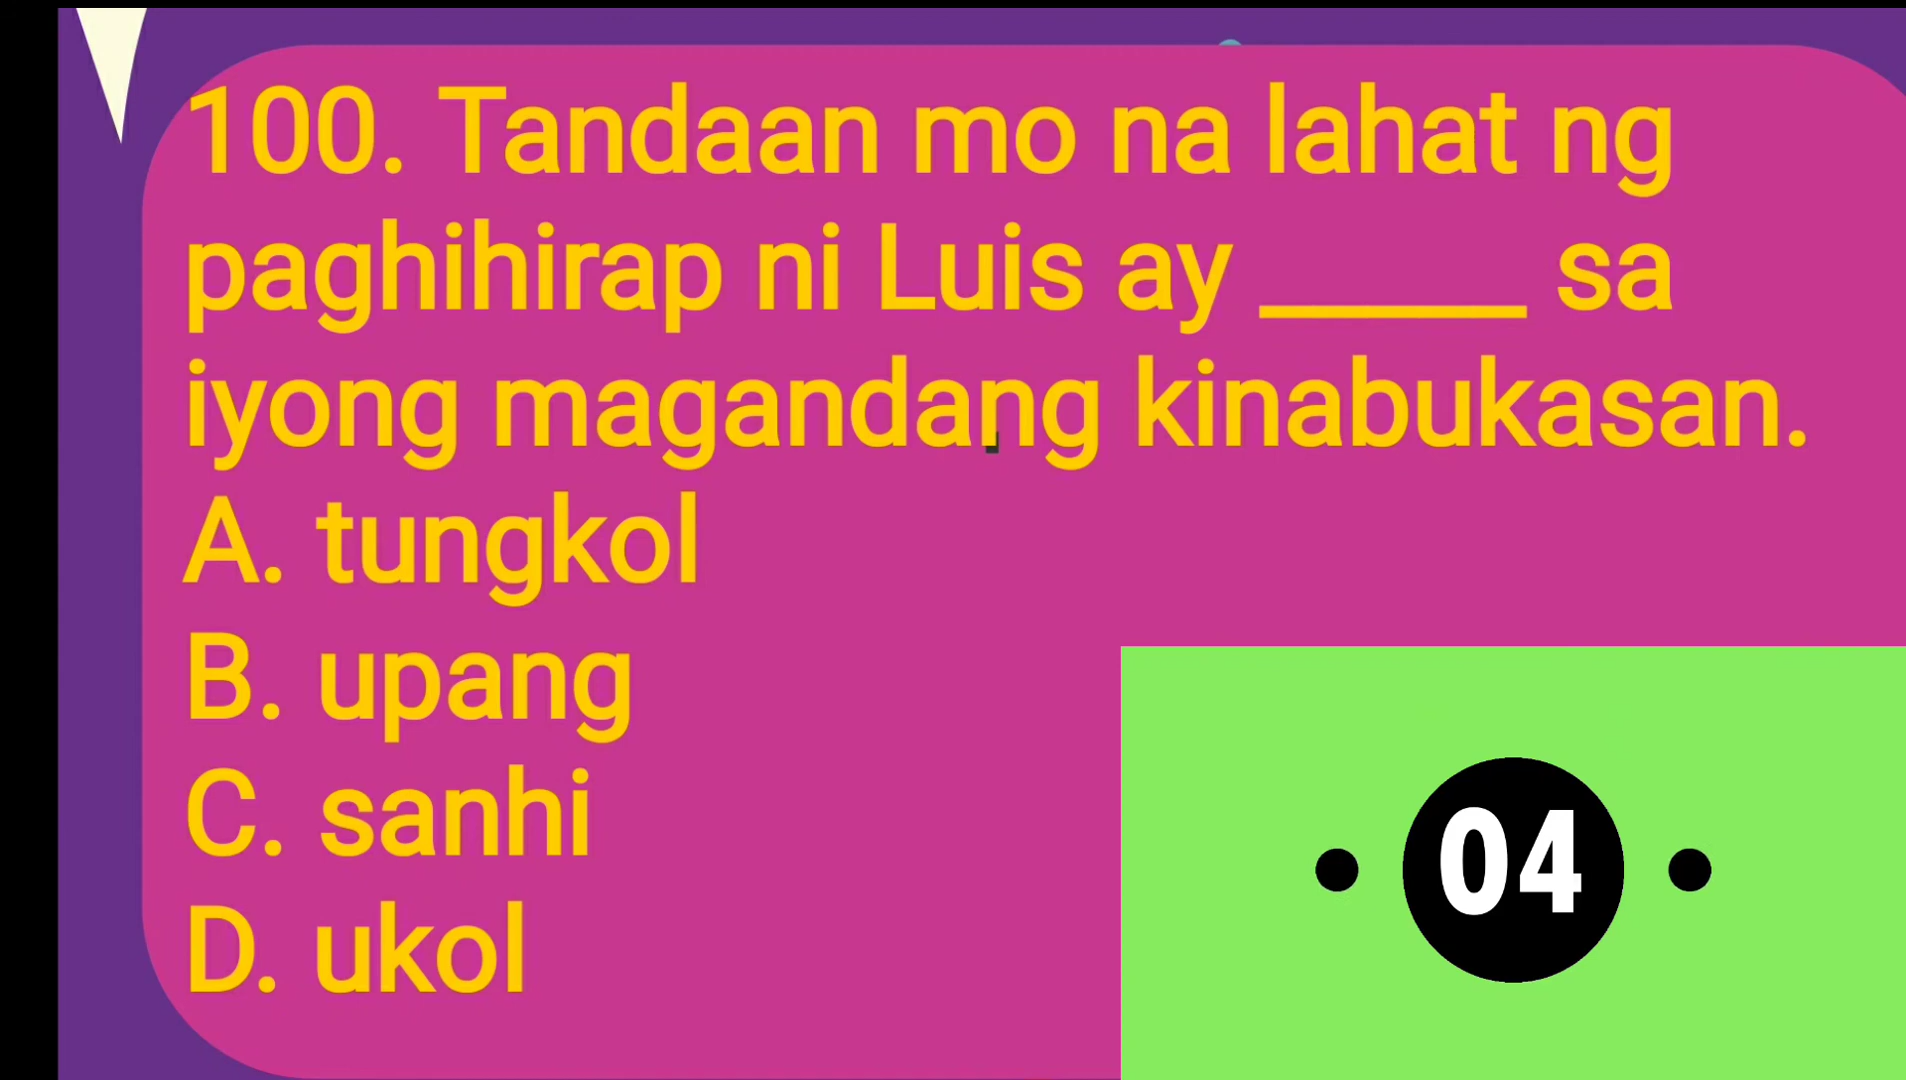 100. Tandaan mo na lahat ng
paghihirap ni Luis ay ______ sa
iyong magandang kinabukasan.
A. tungkol
B. upang
C. sanhi
D. ukol
04